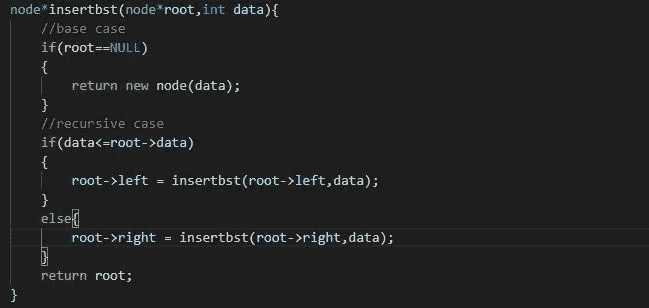 node*insertbst(node*root,int data){
//base case
if(root==NULL)
{
return new node(data);
}
//recursive case
if(data<=root->data)
{
root->left = insertbst(root->left,data);
}
else{
root->right = insertbst(root->right,data);
}
return root;
}